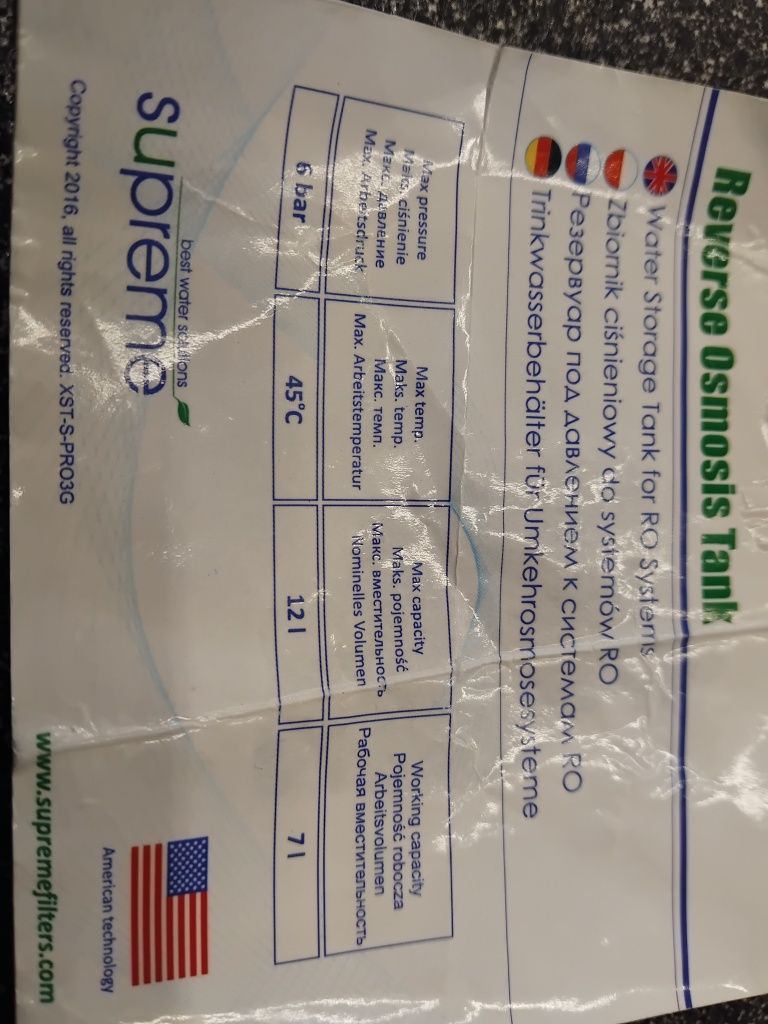 Reverse Osmosis Tank
Water Storage Tank for RO Systems
Zbiornik ciśnieniowy do systemów RO
Резервуар под давлением к системам RO
Trinkwasserbehälter für Umkehrosmosesysteme
Max pressure
Maks. ciśnienie
Макс. давление
Max. Arbeitsdruck
Max temp.
Maks. temp.
Макс. темп.
Max. Arbeitstemperatur
Max capacity
Maks. pojemność
Макс. вместительность
Nominelles Volumen
Working capacity
Pojemność robocza
Arbeitsvolumen
Рабочая вместительность
6 bar
45°C
12 l
7 l
best water solutions
supreme
American technology
Copyright 2016, all rights reserved. XST-S-PRO3G
www.supremefilters.com